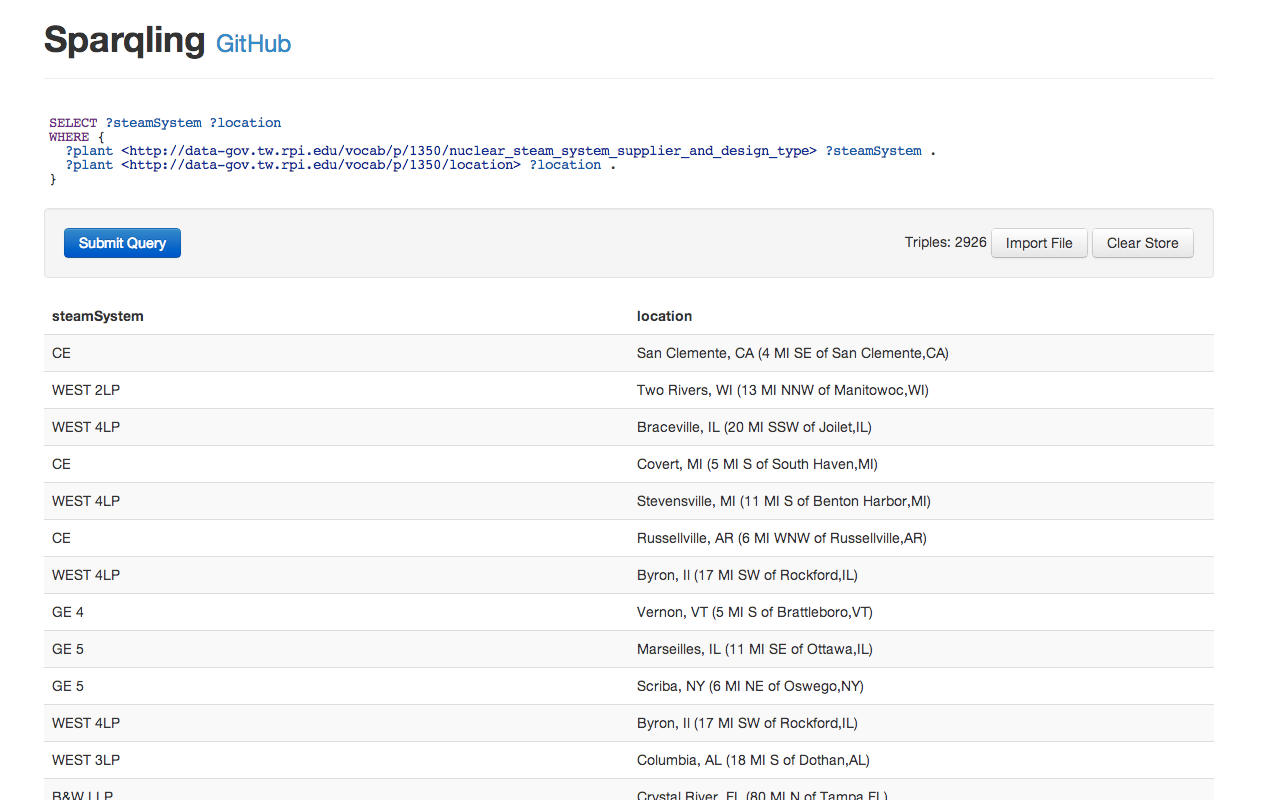 Sparqling GitHub
SELECT ?steamSystem ?location
WHERE {
?plant <http://data-gov.tw.rpi.edu/vocab/p/1350/nuclear_steam_system_supplier_and_design_type> ?steamSystem .
?plant <http://data-gov.tw.rpi.edu/vocab/p/1350/location> ?location .
}
Submit Query Triples: 2926 Import File Clear Store
steamSystem location
CE San Clemente, CA (4 MI SE of San Clemente,CA)
WEST 2LP Two Rivers, WI (13 MI NNW of Manitowoc,WI)
WEST 4LP Braceville, IL (20 MI SSW of Joilet,IL)
CE Covert, MI (5 MI S of South Haven,MI)
WEST 4LP Stevensville, MI (11 MI S of Benton Harbor,MI)
CE Russellville, AR (6 MI WNW of Russellville,AR)
WEST 4LP Byron, Il (17 MI SW of Rockford,IL)
GE 4 Vernon, VT (5 MI S of Brattleboro,VT)
GE 5 Marseilles, IL (11 MI SE of Ottawa,IL)
GE 5 Scriba, NY (6 MI NE of Oswego,NY)
WEST 4LP Byron, Il (17 MI SW of Rockford,IL)
WEST 3LP Columbia, AL (18 MI S of Dothan,AL)
B&W LLP Crystal River, FL (80 MI N of Tampa,FL)